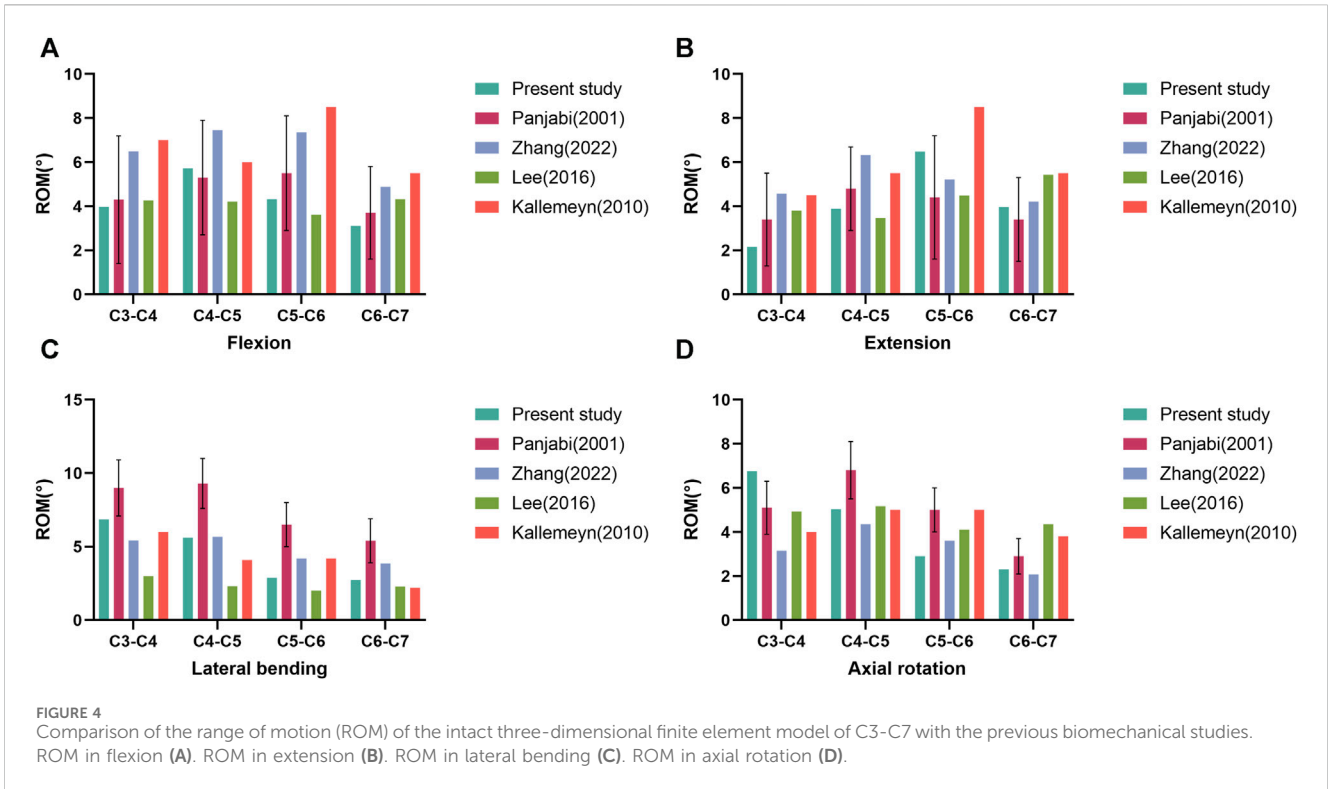 A
ROM(°)
10
8
6
4
2
0
C3-C4
C4-C5
C5-C6
C6-C7
Flexion
Present study
Panjabi(2001)
Zhang(2022)
Lee(2016)
Kallemeyn(2010)
B
ROM(°)
10
8
6
4
2
0
C3-C4
C4-C5
C5-C6
C6-C7
Extension
Present study
Panjabi(2001)
Zhang(2022)
Lee(2016)
Kallemeyn(2010)
C
ROM(°)
15
10
5
0
C3-C4
C4-C5
C5-C6
C6-C7
Lateral bending
Present study
Panjabi(2001)
Zhang(2022)
Lee(2016)
Kallemeyn(2010)
D
ROM(°)
10
8
6
4
2
0
C3-C4
C4-C5
C5-C6
C6-C7
Axial rotation
Present study
Panjabi(2001)
Zhang(2022)
Lee(2016)
Kallemeyn(2010)
FIGURE 4
Comparison of the range of motion (ROM) of the intact three-dimensional finite element model of C3-C7 with the previous biomechanical studies.
ROM in flexion (A). ROM in extension (B). ROM in lateral bending (C). ROM in axial rotation (D).